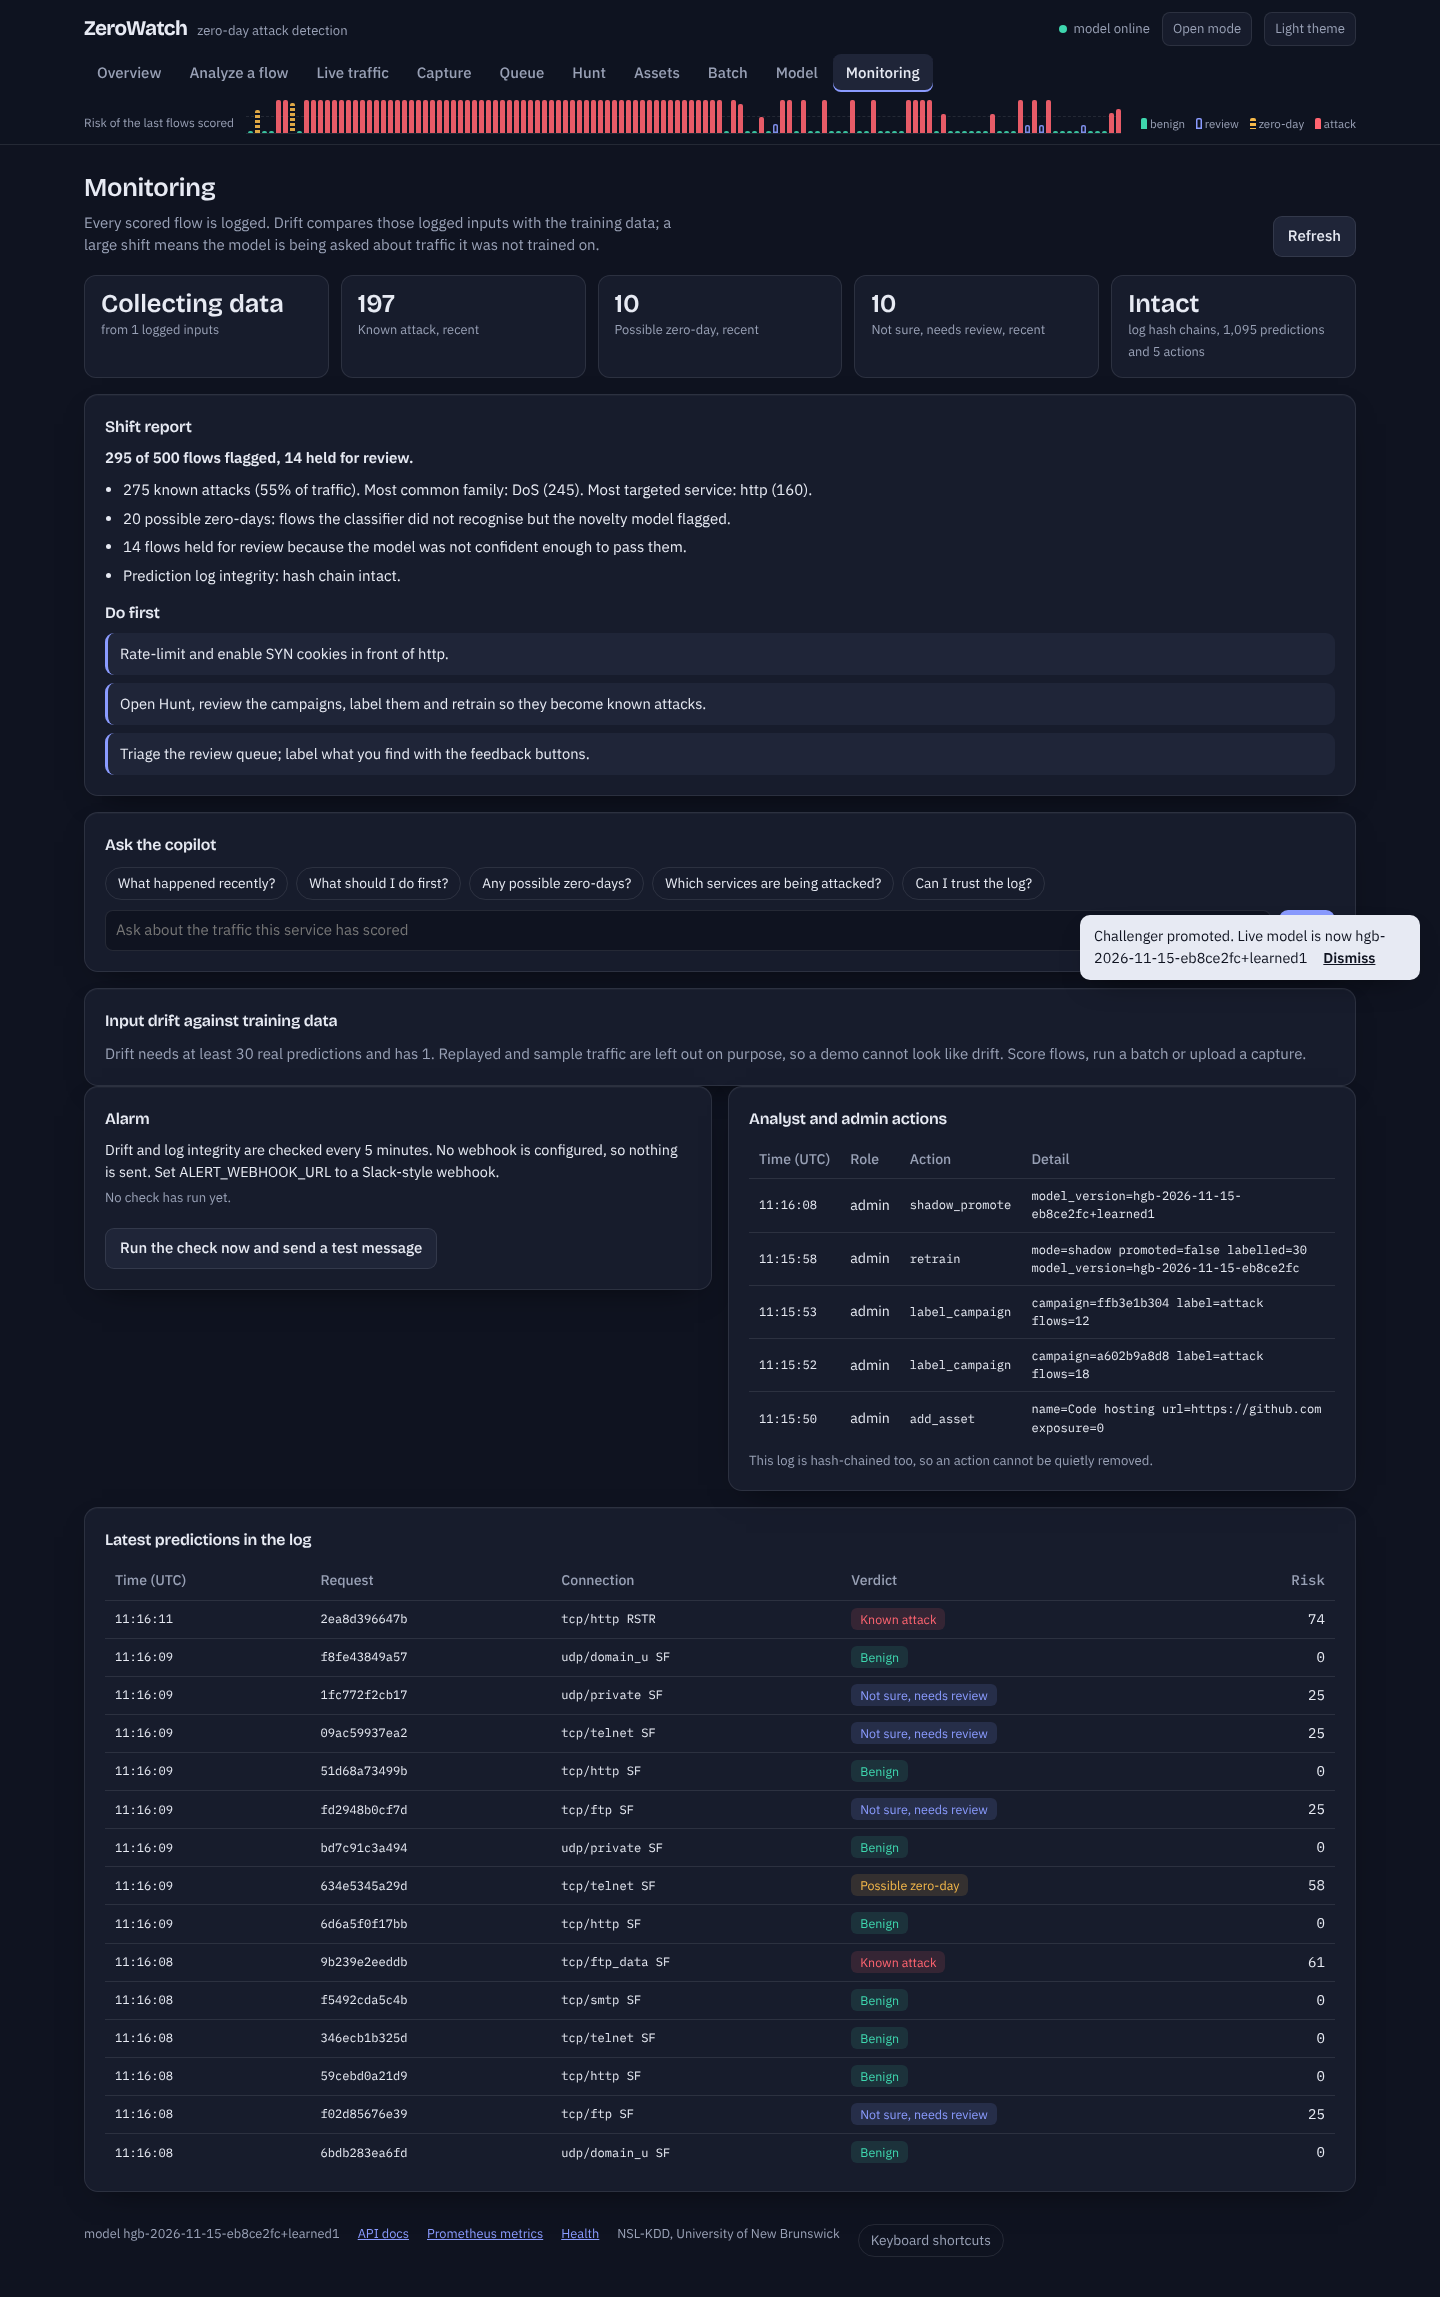 ZeroWatch zero-day attack detection
model online Open mode Light theme
Overview Analyze a flow Live traffic Capture Queue Hunt Assets Batch Model Monitoring
Risk of the last flows scored benign review zero-day attack
Monitoring
Every scored flow is logged. Drift compares those logged inputs with the training data; a
large shift means the model is being asked about traffic it was not trained on.
Refresh
Collecting data
from 1 logged inputs
197
Known attack, recent
10
Possible zero-day, recent
10
Not sure, needs review, recent
Intact
log hash chains, 1,095 predictions
and 5 actions
Shift report
295 of 500 flows flagged, 14 held for review.
• 275 known attacks (55% of traffic). Most common family: DoS (245). Most targeted service: http (160).
• 20 possible zero-days: flows the classifier did not recognise but the novelty model flagged.
• 14 flows held for review because the model was not confident enough to pass them.
• Prediction log integrity: hash chain intact.
Do first
Rate-limit and enable SYN cookies in front of http.
Open Hunt, review the campaigns, label them and retrain so they become known attacks.
Triage the review queue; label what you find with the feedback buttons.
Ask the copilot
What happened recently? What should I do first? Any possible zero-days? Which services are being attacked? Can I trust the log?
Ask about the traffic this service has scored
Challenger promoted. Live model is now hgb-
2026-11-15-eb8ce2fc+learned1 Dismiss
Input drift against training data
Drift needs at least 30 real predictions and has 1. Replayed and sample traffic are left out on purpose, so a demo cannot look like drift. Score flows, run a batch or upload a capture.
Alarm
Drift and log integrity are checked every 5 minutes. No webhook is configured, so nothing
is sent. Set ALERT_WEBHOOK_URL to a Slack-style webhook.
No check has run yet.
Run the check now and send a test message
Analyst and admin actions
Time (UTC) Role Action Detail
11:16:08 admin shadow_promote model_version=hgb-2026-11-15-
eb8ce2fc+learned1
11:15:58 admin retrain mode=shadow promoted=false labelled=30
model_version=hgb-2026-11-15-eb8ce2fc
11:15:53 admin label_campaign campaign=ffb3e1b304 label=attack
flows=12
11:15:52 admin label_campaign campaign=a602b9a8d8 label=attack
flows=18
11:15:50 admin add_asset name=Code hosting url=https://github.com
exposure=0
This log is hash-chained too, so an action cannot be quietly removed.
Latest predictions in the log
Time (UTC) Request Connection Verdict Risk
11:16:11 2ea8d396647b tcp/http RSTR Known attack 74
11:16:09 f8fe43849a57 udp/domain_u SF Benign 0
11:16:09 1fc772f2cb17 udp/private SF Not sure, needs review 25
11:16:09 09ac59937ea2 tcp/telnet SF Not sure, needs review 25
11:16:09 51d68a73499b tcp/http SF Benign 0
11:16:09 fd2948b0cf7d tcp/ftp SF Not sure, needs review 25
11:16:09 bd7c91c3a494 udp/private SF Benign 0
11:16:09 634e5345a29d tcp/telnet SF Possible zero-day 58
11:16:09 6d6a5f0f17bb tcp/http SF Benign 0
11:16:08 9b239e2eeddb tcp/ftp_data SF Known attack 61
11:16:08 f5492cda5c4b tcp/smtp SF Benign 0
11:16:08 346ecb1b325d tcp/telnet SF Benign 0
11:16:08 59cebd0a21d9 tcp/http SF Benign 0
11:16:08 f02d85676e39 tcp/ftp SF Not sure, needs review 25
11:16:08 6bdb283ea6fd udp/domain_u SF Benign 0
model hgb-2026-11-15-eb8ce2fc+learned1 API docs Prometheus metrics Health NSL-KDD, University of New Brunswick Keyboard shortcuts